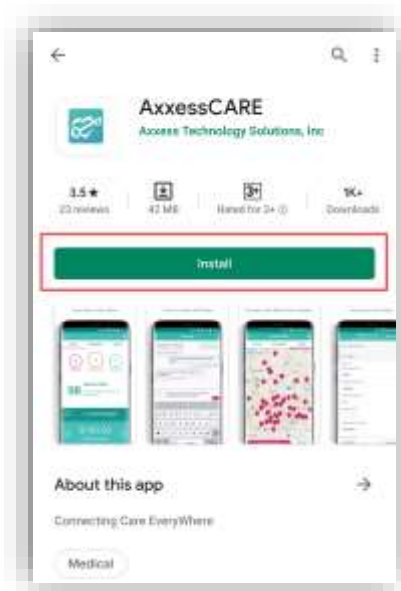 AxxessCARE
Axxess Technology Solutions, Inc
3.5★ 42 MB 3+ 1K+
23 reviews Rated for 3+ Downloads
Install
About this app
Connecting Care EveryWhere
Medical